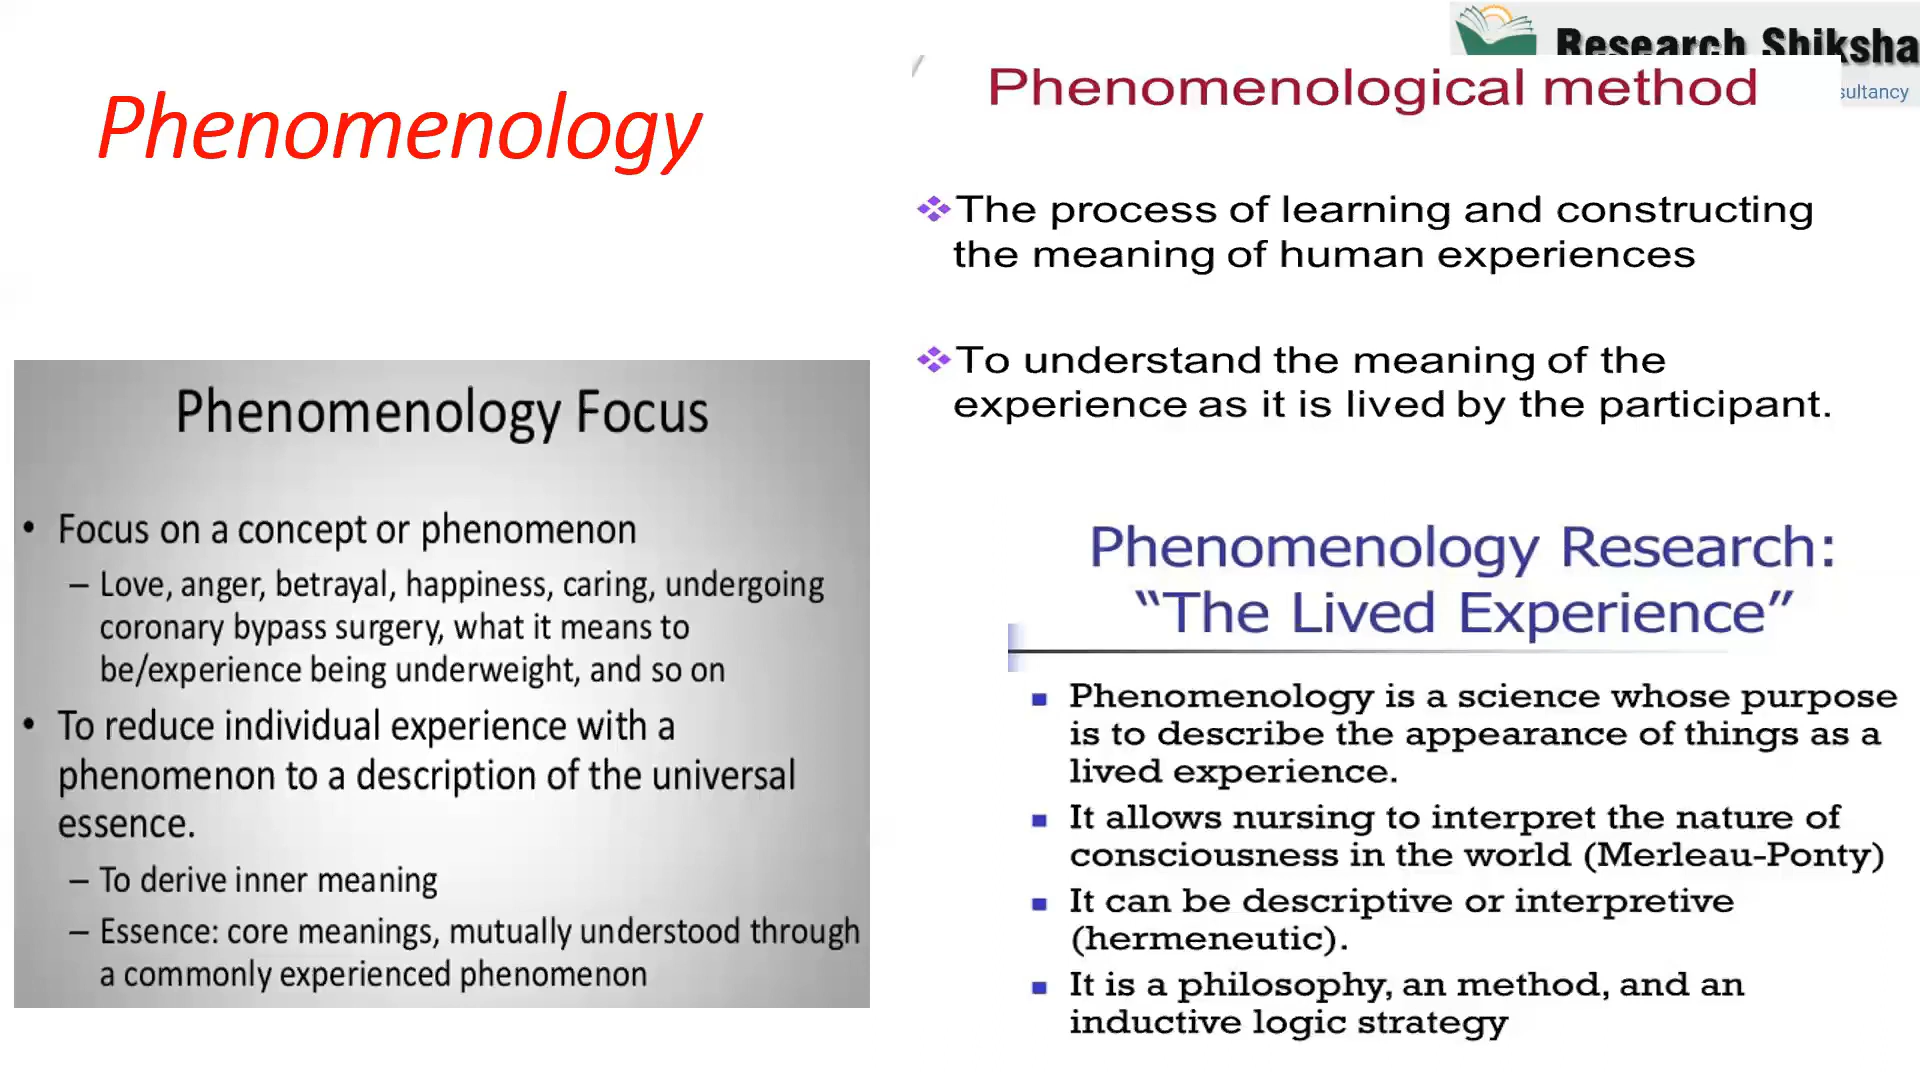 Research Shiksha
sultancy
Phenomenology
Phenomenological method
❖The process of learning and constructing
the meaning of human experiences
❖To understand the meaning of the
experience as it is lived by the participant.
Phenomenology Focus
• Focus on a concept or phenomenon
– Love, anger, betrayal, happiness, caring, undergoing
coronary bypass surgery, what it means to
be/experience being underweight, and so on
• To reduce individual experience with a
phenomenon to a description of the universal
essence.
– To derive inner meaning
– Essence: core meanings, mutually understood through
a commonly experienced phenomenon
Phenomenology Research:
“The Lived Experience”
■ Phenomenology is a science whose purpose
is to describe the appearance of things as a
lived experience.
■ It allows nursing to interpret the nature of
consciousness in the world (Merleau-Ponty)
■ It can be descriptive or interpretive
(hermeneutic).
■ It is a philosophy, an method, and an
inductive logic strategy